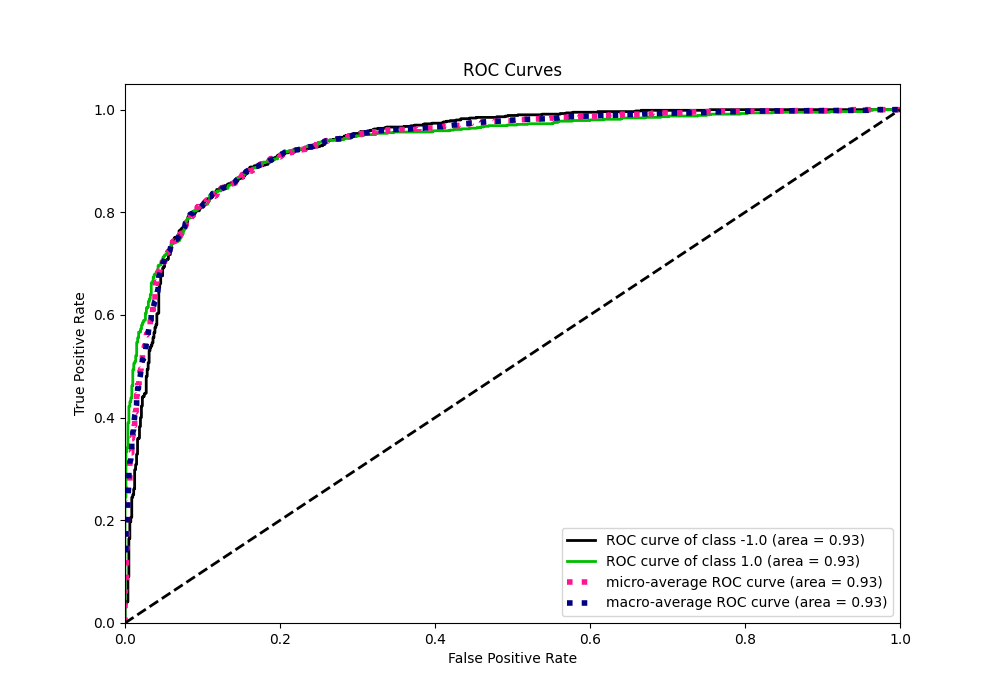 ROC Curves
True Positive Rate
1.0
0.8
0.6
0.4
0.2
0.0
0.0 0.2 0.4 0.6 0.8 1.0
False Positive Rate
ROC curve of class -1.0 (area = 0.93)
ROC curve of class 1.0 (area = 0.93)
micro-average ROC curve (area = 0.93)
macro-average ROC curve (area = 0.93)